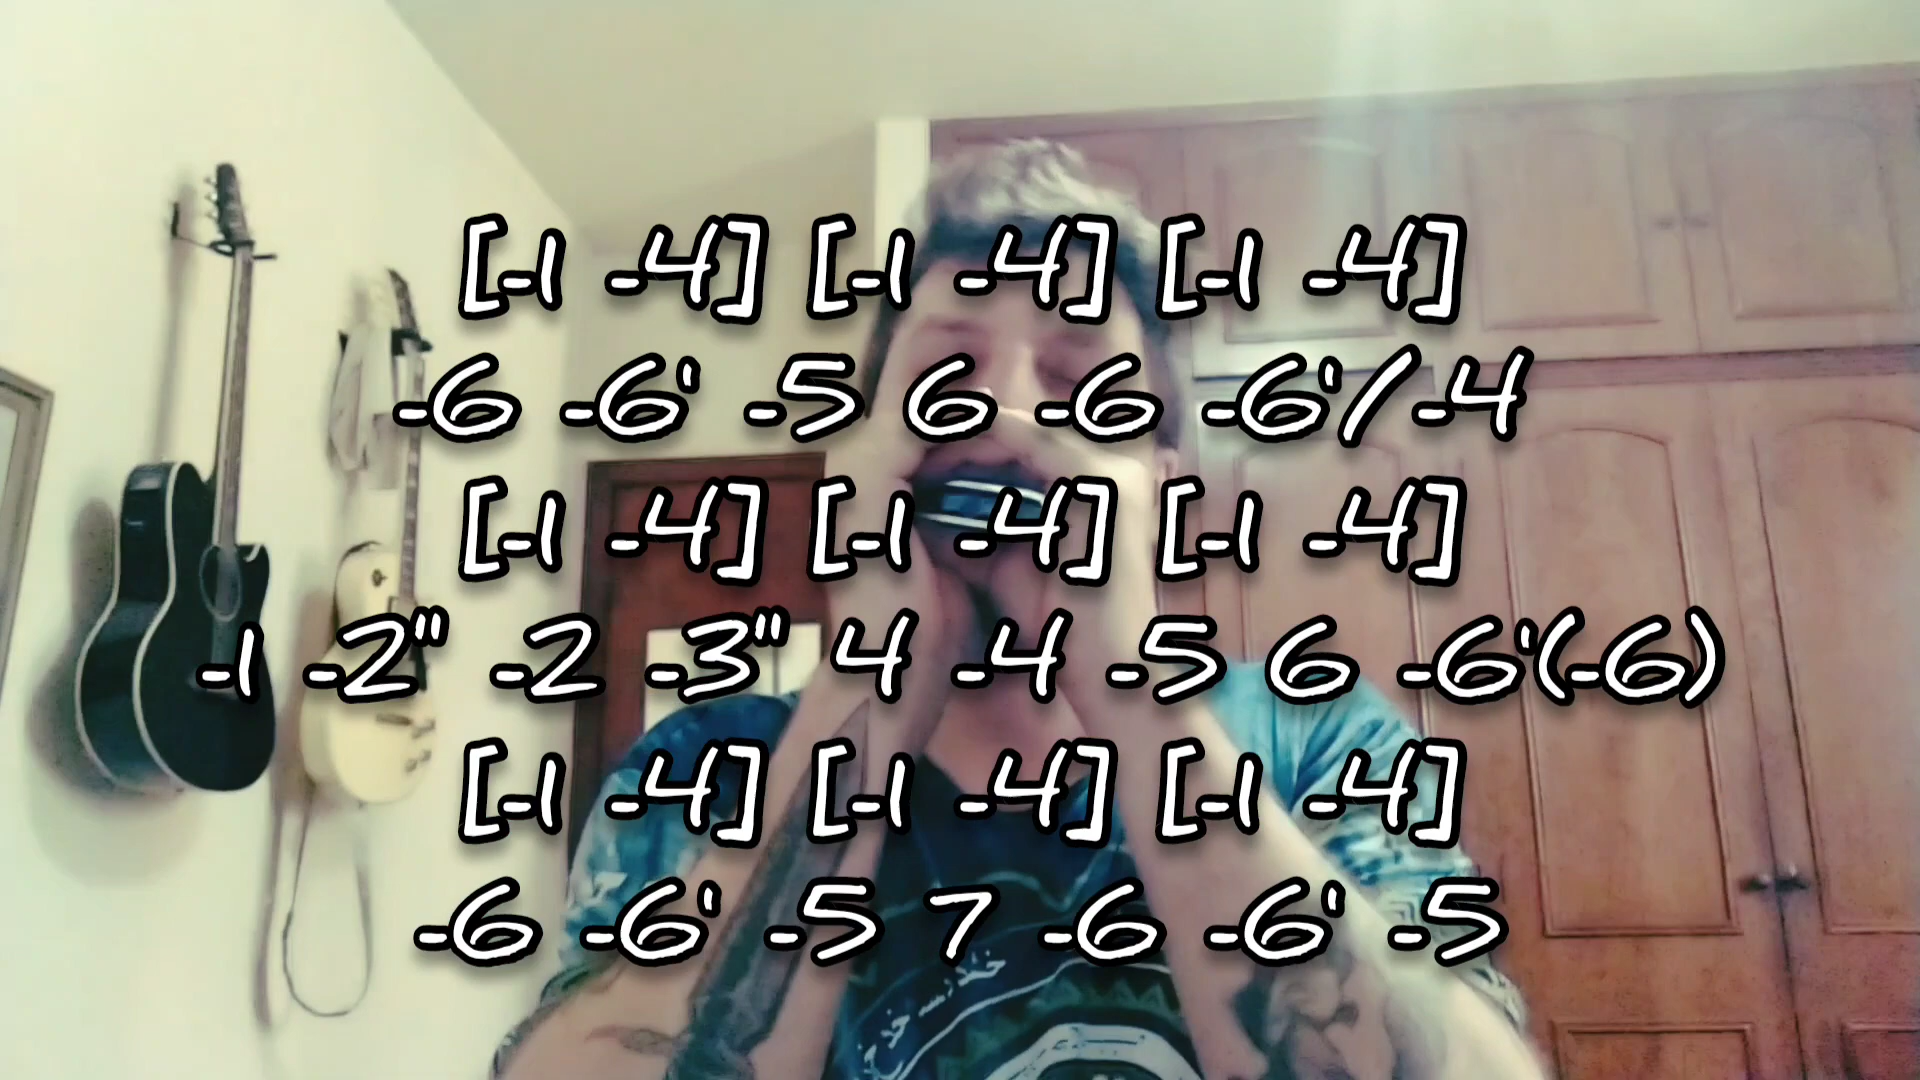 [-1 -4] [-1 -4] [-1 -4]
-6 -6' -5 6 -6 -6'/-4
[-1 -4] [-1 -4] [-1 -4]
-1 -2" -2 -3" 4 -4 -5 6 -6'(-6)
[-1 -4] [-1 -4] [-1 -4]
-6 -6' -5 7 -6 -6' -5